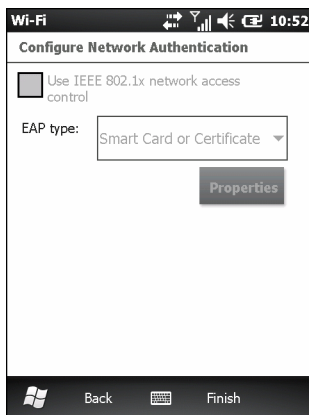 Wi-Fi 10:52
Configure Network Authentication
Use IEEE 802.1x network access
control
EAP type:
Smart Card or Certificate
Properties
Back Finish